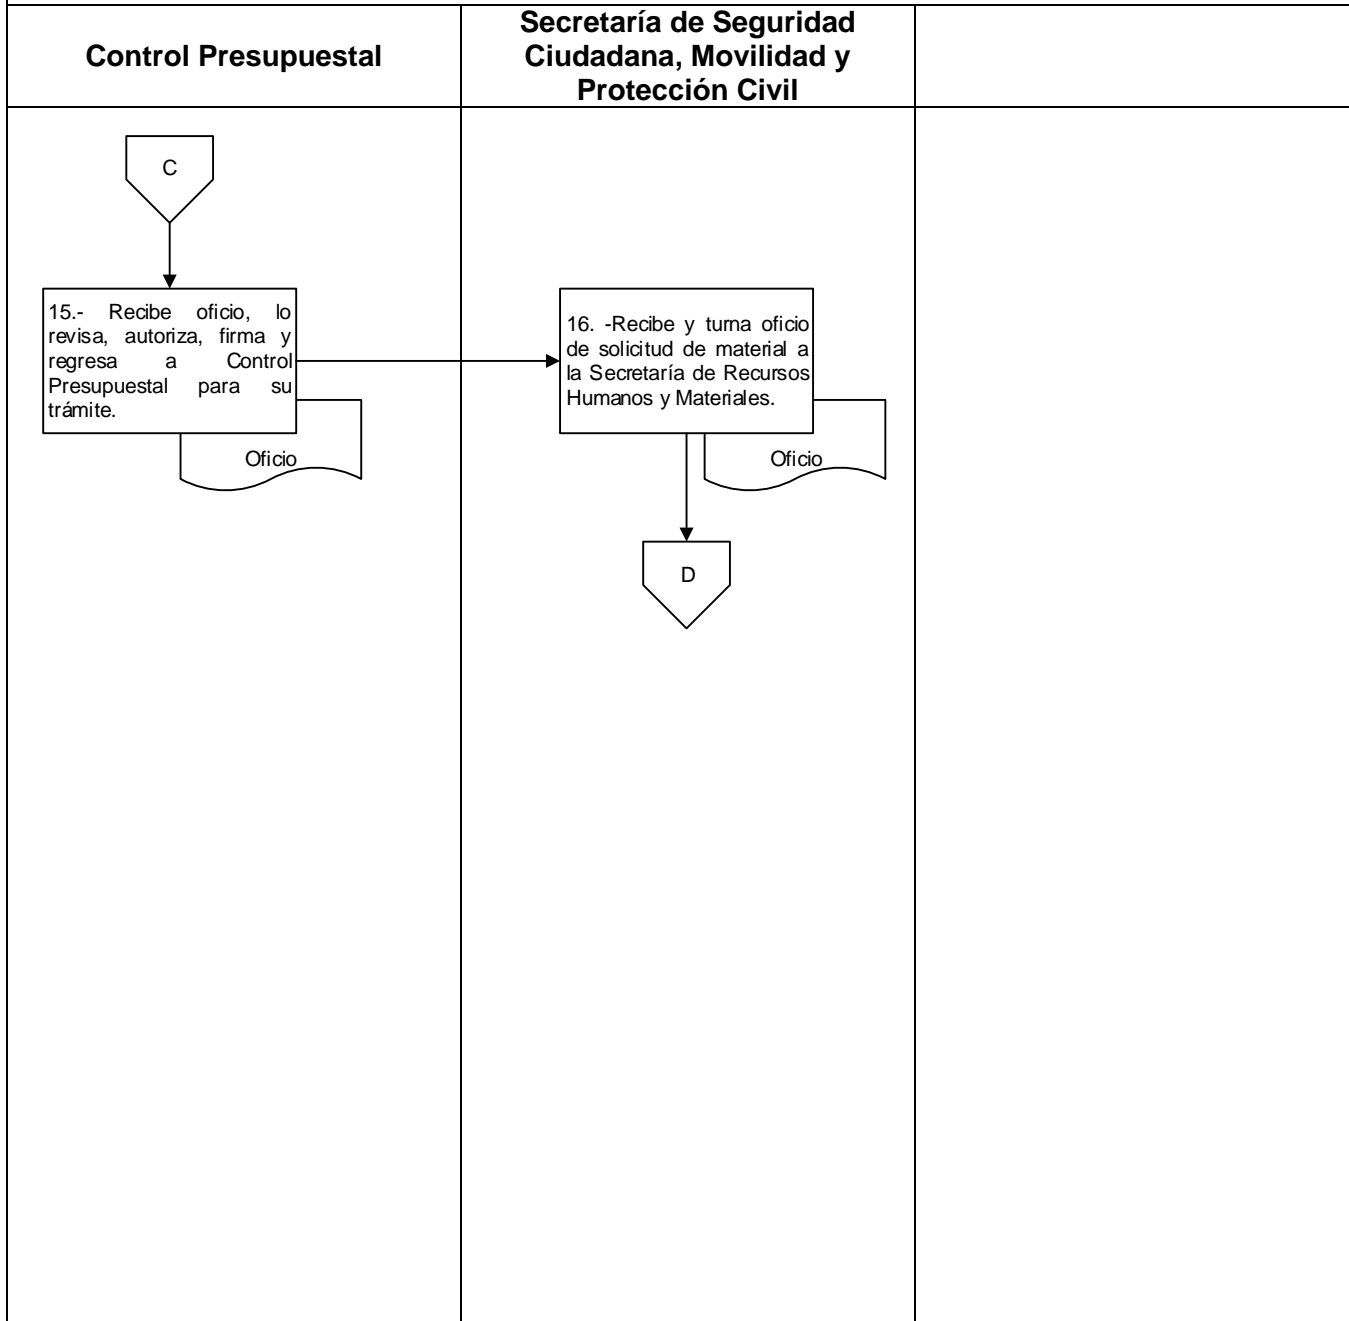 Control Presupuestal
Secretaría de Seguridad
Ciudadana, Movilidad y
Protección Civil
C
15.- Recibe oficio, lo
revisa, autoriza, firma y
regresa a Control
Presupuestal para su
trámite.
Oficio
16. -Recibe y turna oficio
de solicitud de material a
la Secretaría de Recursos
Humanos y Materiales.
Oficio
D